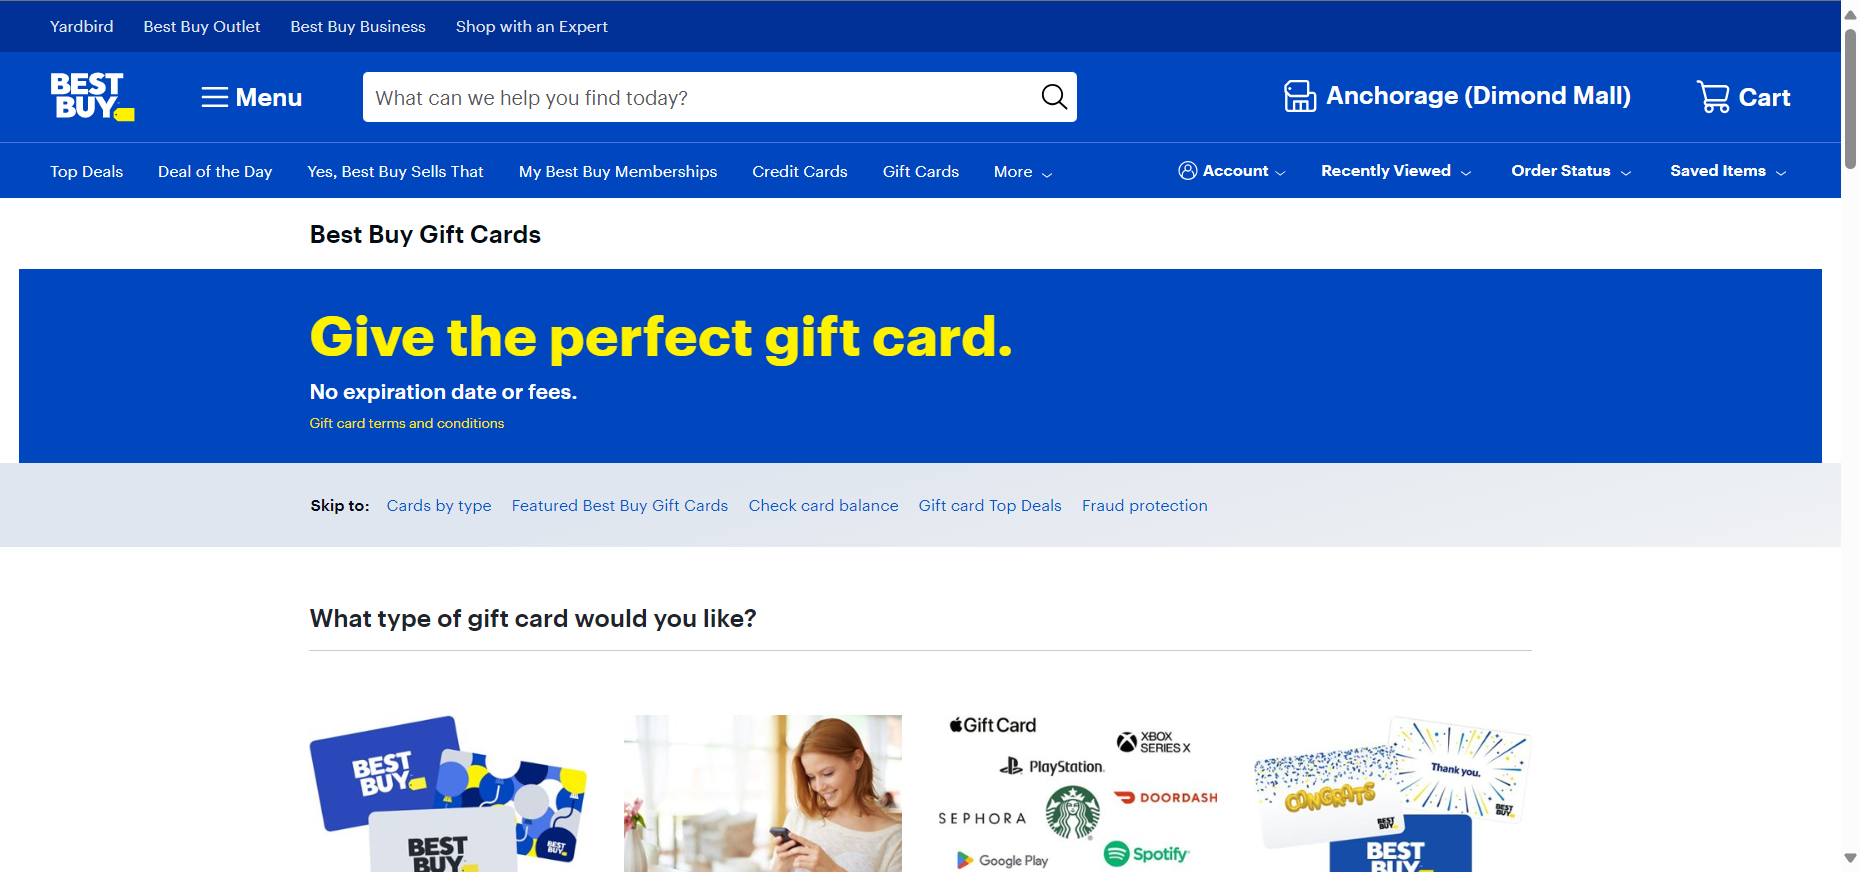 Yardbird Best Buy Outlet Best Buy Business Shop with an Expert
BEST
BUY
Menu
What can we help you find today?
Anchorage (Dimond Mall)
Cart
Top Deals Deal of the Day Yes, Best Buy Sells That My Best Buy Memberships Credit Cards Gift Cards More
Account Recently Viewed Order Status Saved Items
Best Buy Gift Cards
Give the perfect gift card.
No expiration date or fees.
Gift card terms and conditions
Skip to: Cards by type Featured Best Buy Gift Cards Check card balance Gift card Top Deals Fraud protection
What type of gift card would you like?
BEST
BUY
BEST
BUY
BEST
BUY
Gift Card
XBOX
SERIES X
PlayStation
DOORDASH
SEPHORA
Google Play
Spotify
CONGRATS
BEST
BUY
Thank you.
BEST
BUY
BEST
BUY